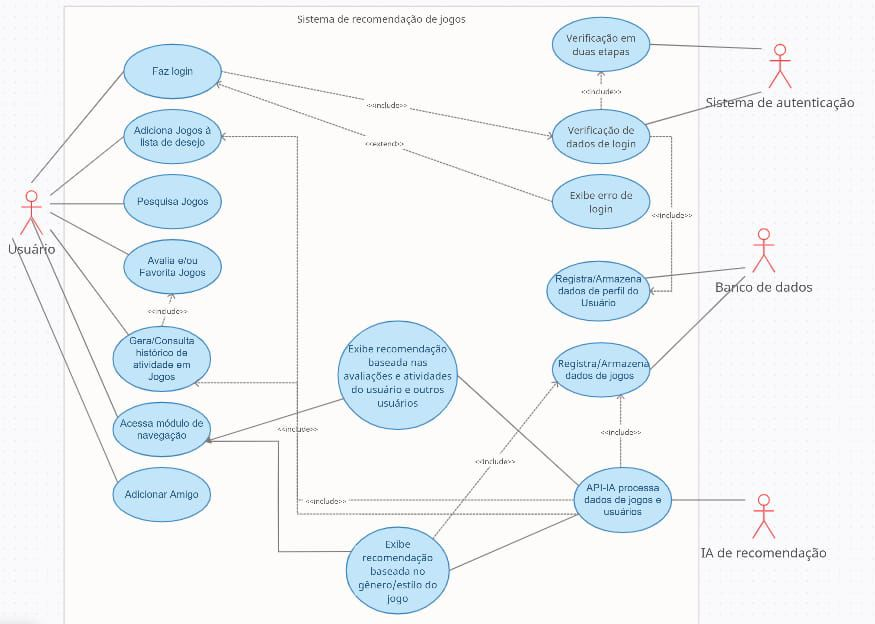 Sistema de recomendação de jogos
Faz login
Adiciona Jogos à
lista de desejo
Pesquisa Jogos
Avalia e/ou
Favorita Jogos
<<include>>
Gera/Consulta
histórico de
atividade em
Jogos
Acessa módulo de
navegação
Adicionar Amigo
Usuário
<<include>>
<<extend>>
Verificação em
duas etapas
<<include>>
Verificação de
dados de login
Exibe erro de
login
<<include>>
Registra/Armazena
dados de perfil do
Usuário
Registra/Armazena
dados de jogos
<<include>>
Exibe recomendação
baseada nas
avaliações e atividades
do usuário e outros
usuários
<<include>>
<<include>>
<<include>>
API-IA processa
dados de jogos e
usuários
Exibe
recomendação
baseada no
gênero/estilo do
jogo
Sistema de autenticação
Banco de dados
IA de recomendação